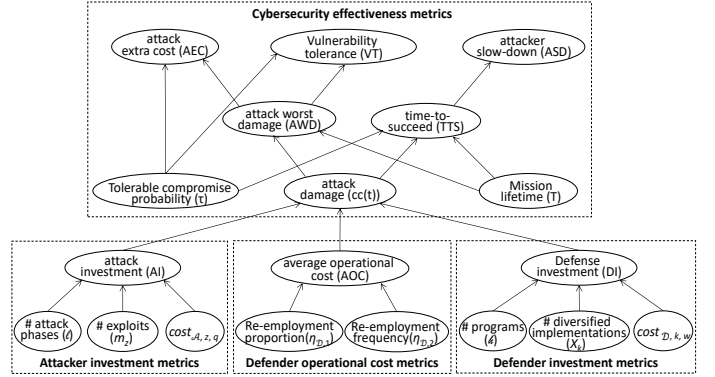 Cybersecurity effectiveness metrics
attack
extra cost (AEC)
Vulnerability
tolerance (VT)
attacker
slow-down (ASD)
attack worst
damage (AWD)
time-to-
succeed (TTS)
Tolerable compromise
probability (τ)
attack
damage (cc(t))
Mission
lifetime (T)
attack
investment (AI)
average operational
cost (AOC)
Defense
investment (DI)
# attack
phases (ℓ)
# exploits
(m_z)
cost_𝒜, z, q
Re-employment
proportion(η_𝒟,1)
Re-employment
frequency(η_𝒟,2)
# programs
# diversified
implementations
(X_k)
cost_𝒟, k, w
Attacker investment metrics
Defender operational cost metrics
Defender investment metrics